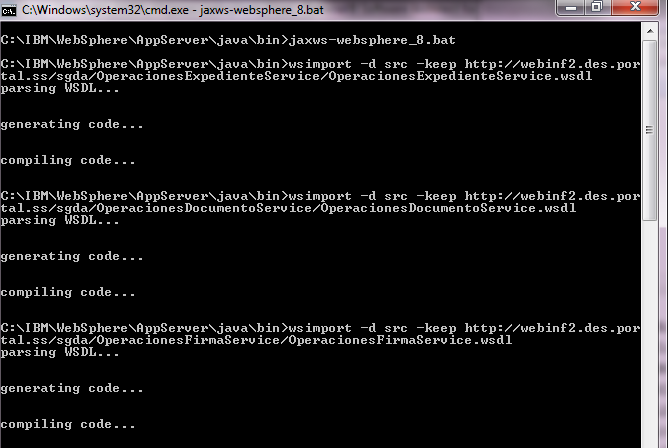 C:\Windows\system32\cmd.exe - jaxws-websphere_8.bat
C:\IBM\WebSphere\AppServer\java\bin>jaxws-websphere_8.bat
C:\IBM\WebSphere\AppServer\java\bin>wsimport -d src -keep http://webinf2.des.por
tal.ss/sgda/OperacionesExpedienteService/OperacionesExpedienteService.wsdl
parsing WSDL...
generating code...
compiling code...
C:\IBM\WebSphere\AppServer\java\bin>wsimport -d src -keep http://webinf2.des.por
tal.ss/sgda/OperacionesDocumentoService/OperacionesDocumentoService.wsdl
parsing WSDL...
generating code...
compiling code...
C:\IBM\WebSphere\AppServer\java\bin>wsimport -d src -keep http://webinf2.des.por
tal.ss/sgda/OperacionesFirmaService/OperacionesFirmaService.wsdl
parsing WSDL...
generating code...
compiling code...